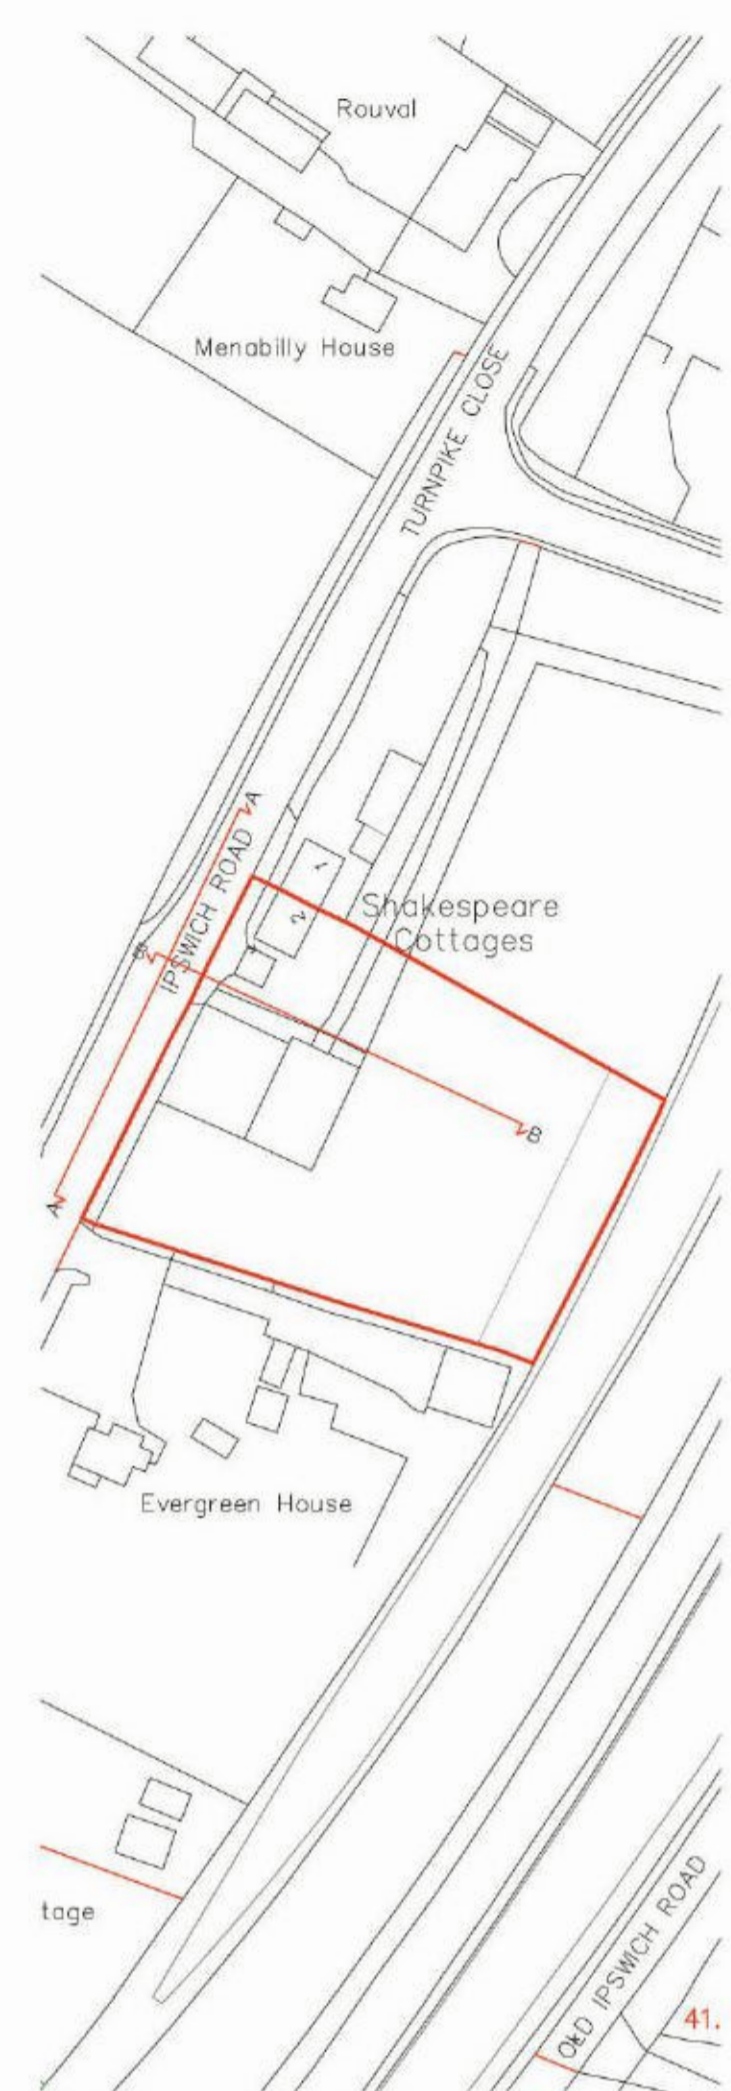 Rouval
Menabilly House
TURNPIKE CLOSE
A
IPSWICH ROAD
1
2
Shakespeare
Cottages
B
B
A
Evergreen House
tage
OLD IPSWICH ROAD
41.